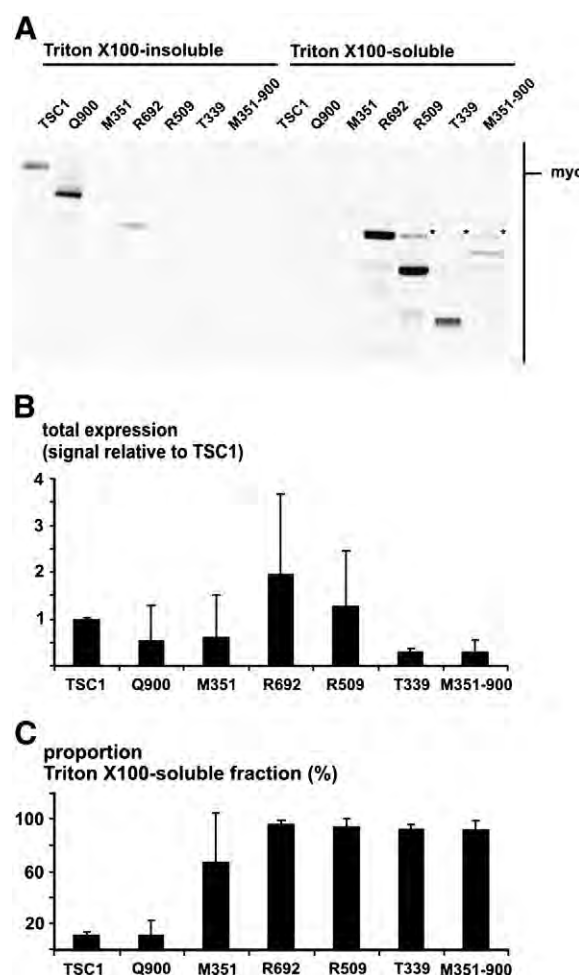 A
Triton X100-insoluble Triton X100-soluble
TSC1 Q900 M351 R692 R509 T339 M351-900 TSC1 Q900 M351 R692 R509 T339 M351-900
myc
* * *
B
total expression
(signal relative to TSC1)
4
3
2
1
TSC1 Q900 M351 R692 R509 T339 M351-900
C
proportion
Triton X100-soluble fraction (%)
100
60
20
TSC1 Q900 M351 R692 R509 T339 M351-900